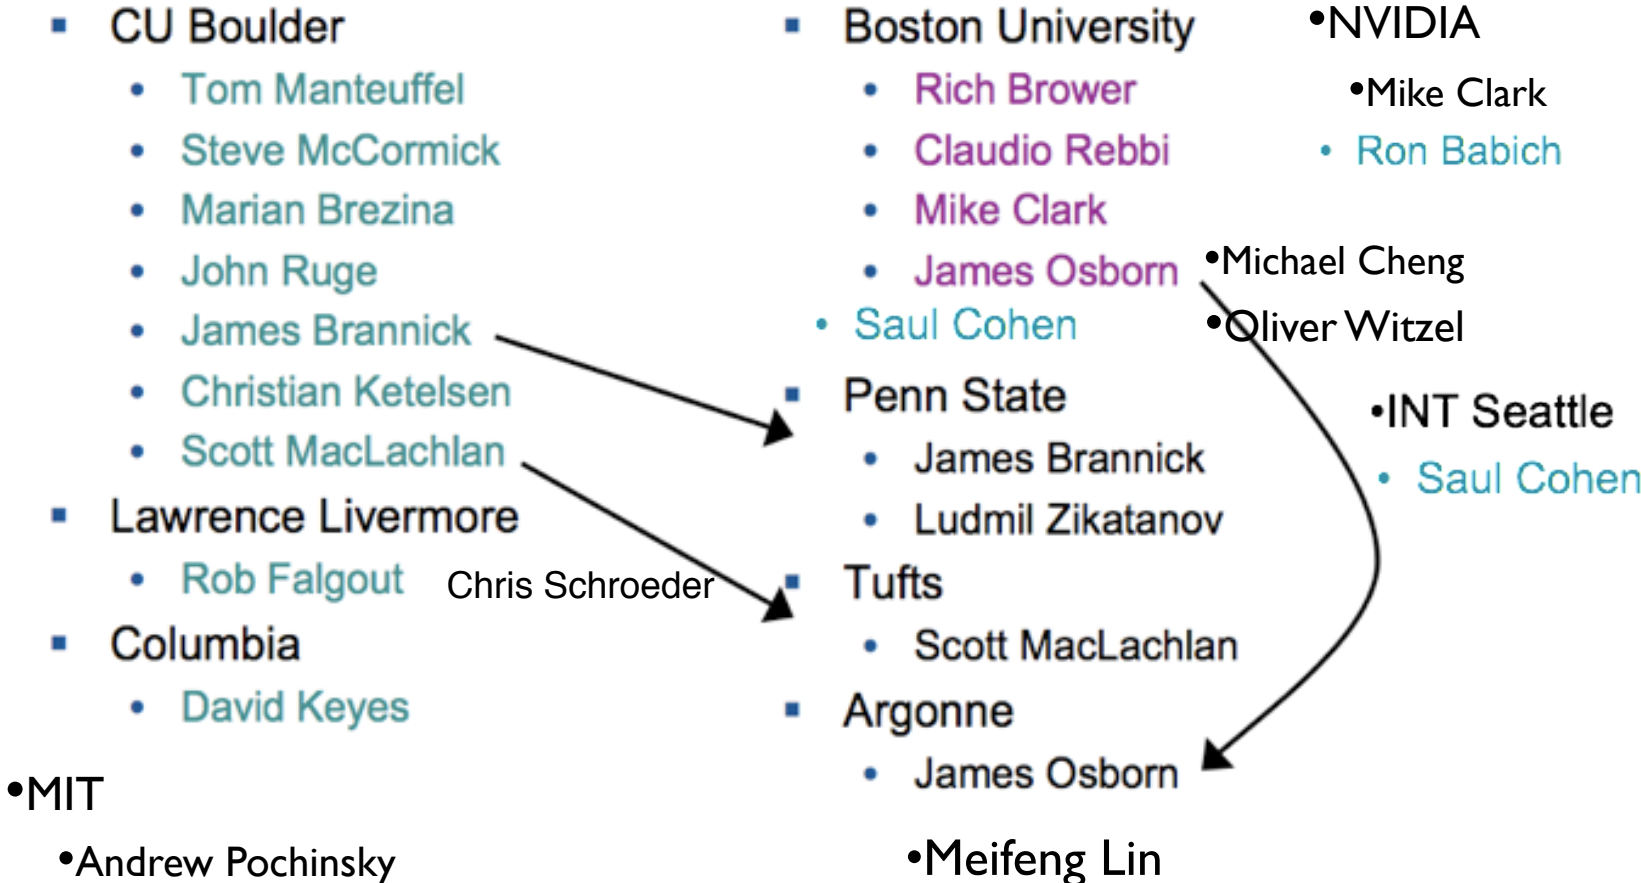 ▪ CU Boulder
• Tom Manteuffel
• Steve McCormick
• Marian Brezina
• John Ruge
• James Brannick
• Christian Ketelsen
• Scott MacLachlan
▪ Lawrence Livermore
• Rob Falgout Chris Schroeder
▪ Columbia
• David Keyes
•MIT
•Andrew Pochinsky
▪ Boston University
• Rich Brower
• Claudio Rebbi
• Mike Clark
• James Osborn
• Saul Cohen
•Michael Cheng
•Oliver Witzel
▪ Penn State
• James Brannick
• Ludmil Zikatanov
▪ Tufts
• Scott MacLachlan
▪ Argonne
• James Osborn
•Meifeng Lin
•NVIDIA
•Mike Clark
• Ron Babich
•INT Seattle
• Saul Cohen